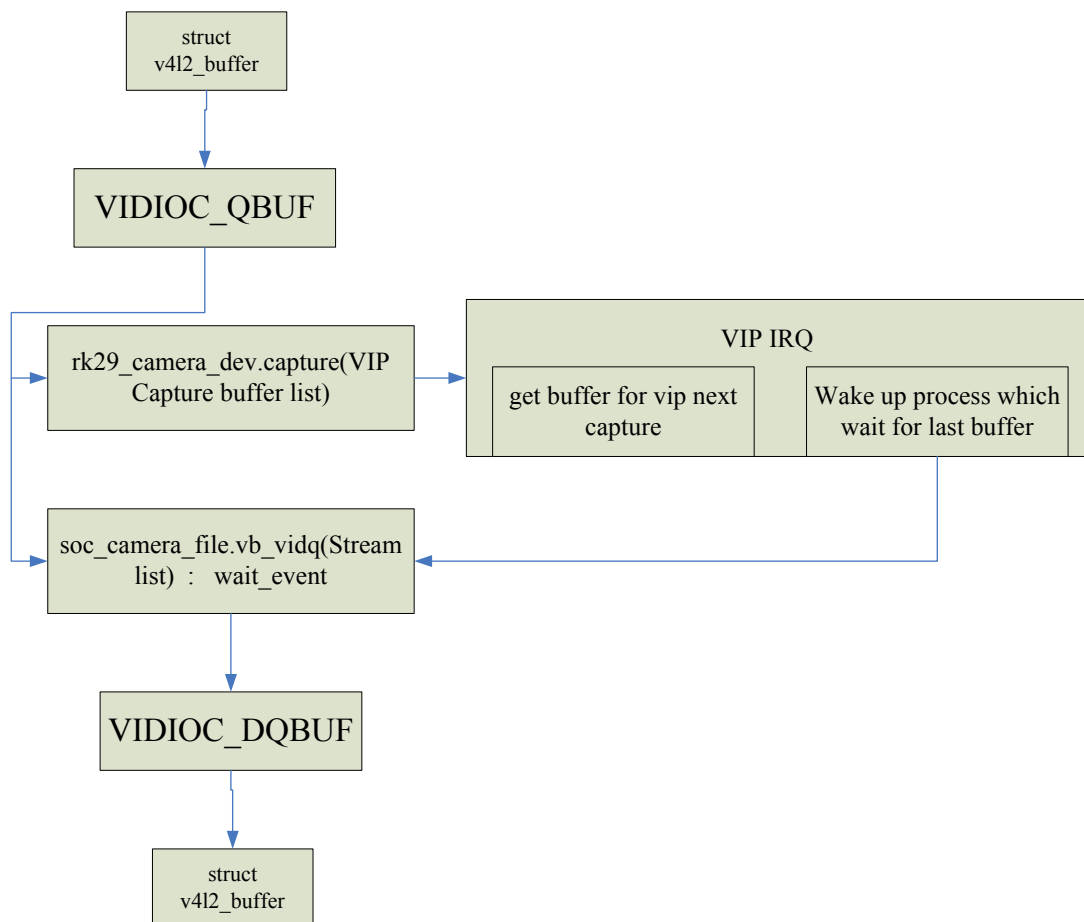 struct
v4l2_buffer
VIDIOC_QBUF
rk29_camera_dev.capture(VIP
Capture buffer list)
VIP IRQ
get buffer for vip next
capture
Wake up process which
wait for last buffer
soc_camera_file.vb_vidq(Stream
list)  :   wait_event
VIDIOC_DQBUF
struct
v4l2_buffer